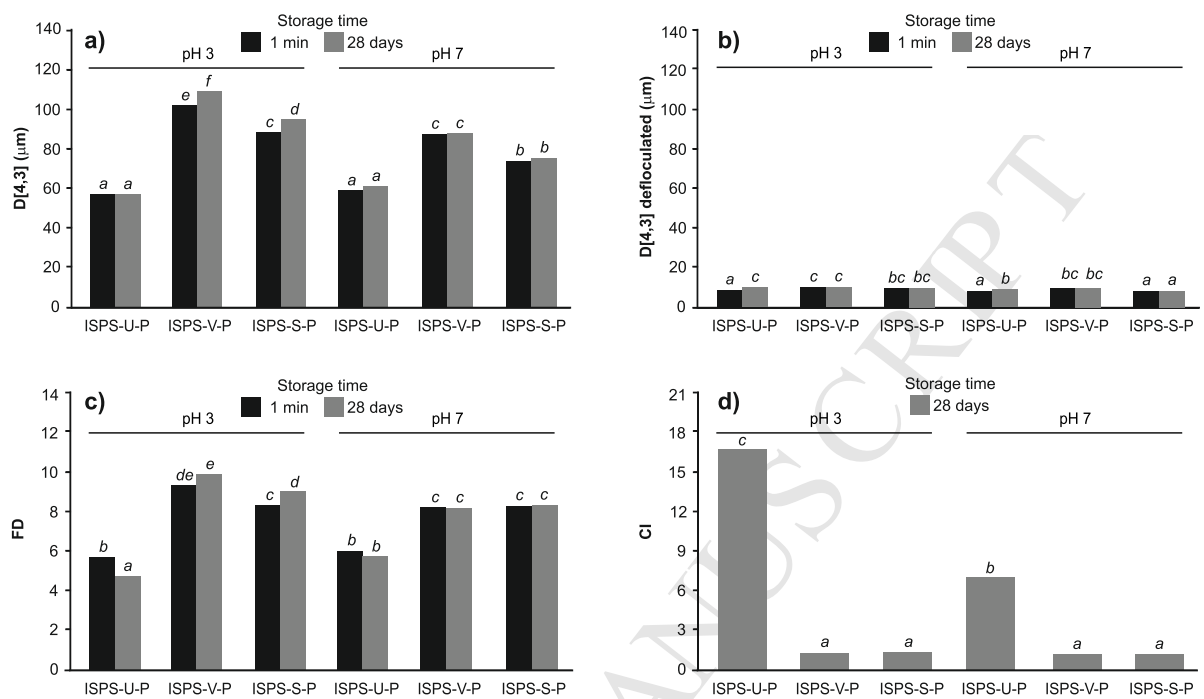 Storage time
a)
1 min
28 days
pH 3
pH 7
D[4,3] (μm)
140
120
100
80
60
40
20
0
a
a
e
f
c
d
a
a
c
c
b
b
ISPS-U-P
ISPS-V-P
ISPS-S-P
ISPS-U-P
ISPS-V-P
ISPS-S-P
Storage time
b)
1 min
28 days
pH 3
pH 7
D[4,3] defloculated (μm)
140
120
100
80
60
40
20
0
a
c
c
c
bc
bc
a
b
bc
bc
a
a
ISPS-U-P
ISPS-V-P
ISPS-S-P
ISPS-U-P
ISPS-V-P
ISPS-S-P
Storage time
c)
1 min
28 days
pH 3
pH 7
FD
14
12
10
8
6
4
2
0
b
a
de
e
c
d
b
b
c
c
c
c
ISPS-U-P
ISPS-V-P
ISPS-S-P
ISPS-U-P
ISPS-V-P
ISPS-S-P
Storage time
d)
28 days
pH 3
pH 7
CI
21
18
15
12
9
6
3
0
c
a
a
b
a
a
ISPS-U-P
ISPS-V-P
ISPS-S-P
ISPS-U-P
ISPS-V-P
ISPS-S-P
ANUSCRIPT